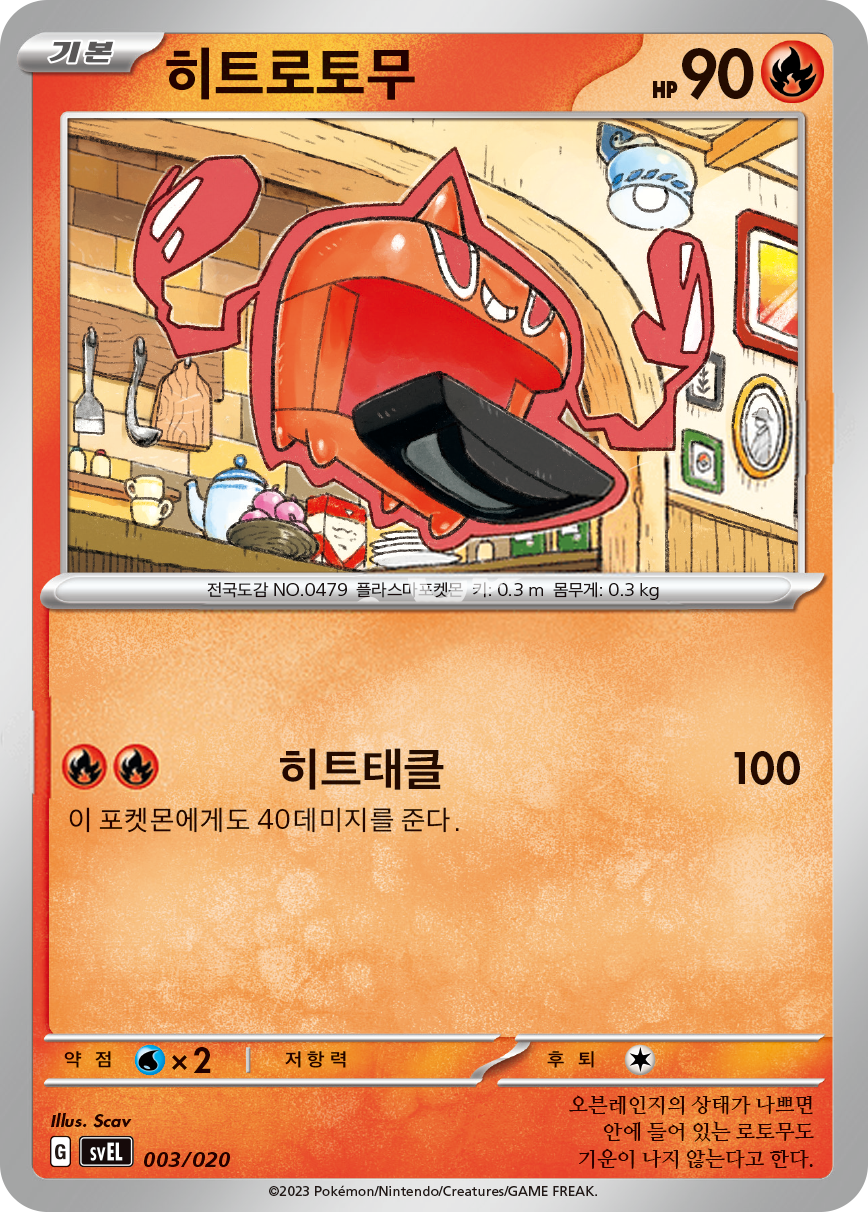 기본 히트로토무 HP 90
전국도감 NO.0479 플라스마포켓몬 키: 0.3 m 몸무게: 0.3 kg
히트태클 100
이 포켓몬에게도 40데미지를 준다.
약점 ×2 저항력 후퇴
오븐레인지의 상태가 나쁘면
안에 들어 있는 로토무도
기운이 나지 않는다고 한다.
Illus. Scav
G svEL 003/020
©2023 Pokémon/Nintendo/Creatures/GAME FREAK.